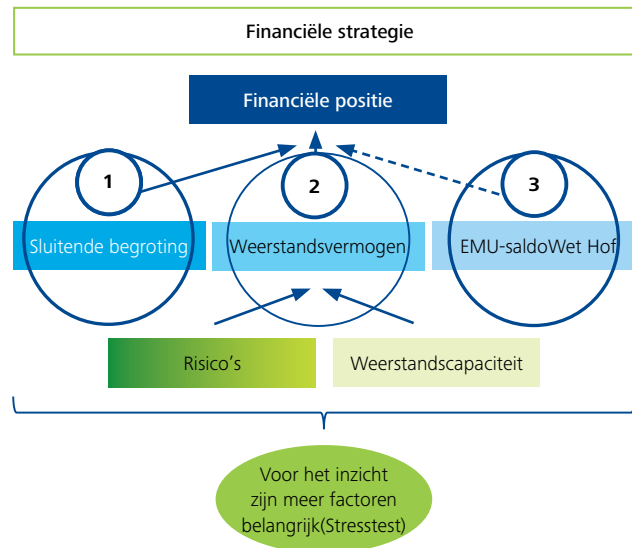 Financiële strategie
Financiële positie
1
2
3
Sluitende begroting
Weerstandsvermogen
EMU-saldoWet Hof
Risico's
Weerstandscapaciteit
Voor het inzicht
zijn meer factoren
belangrijk(Stresstest)